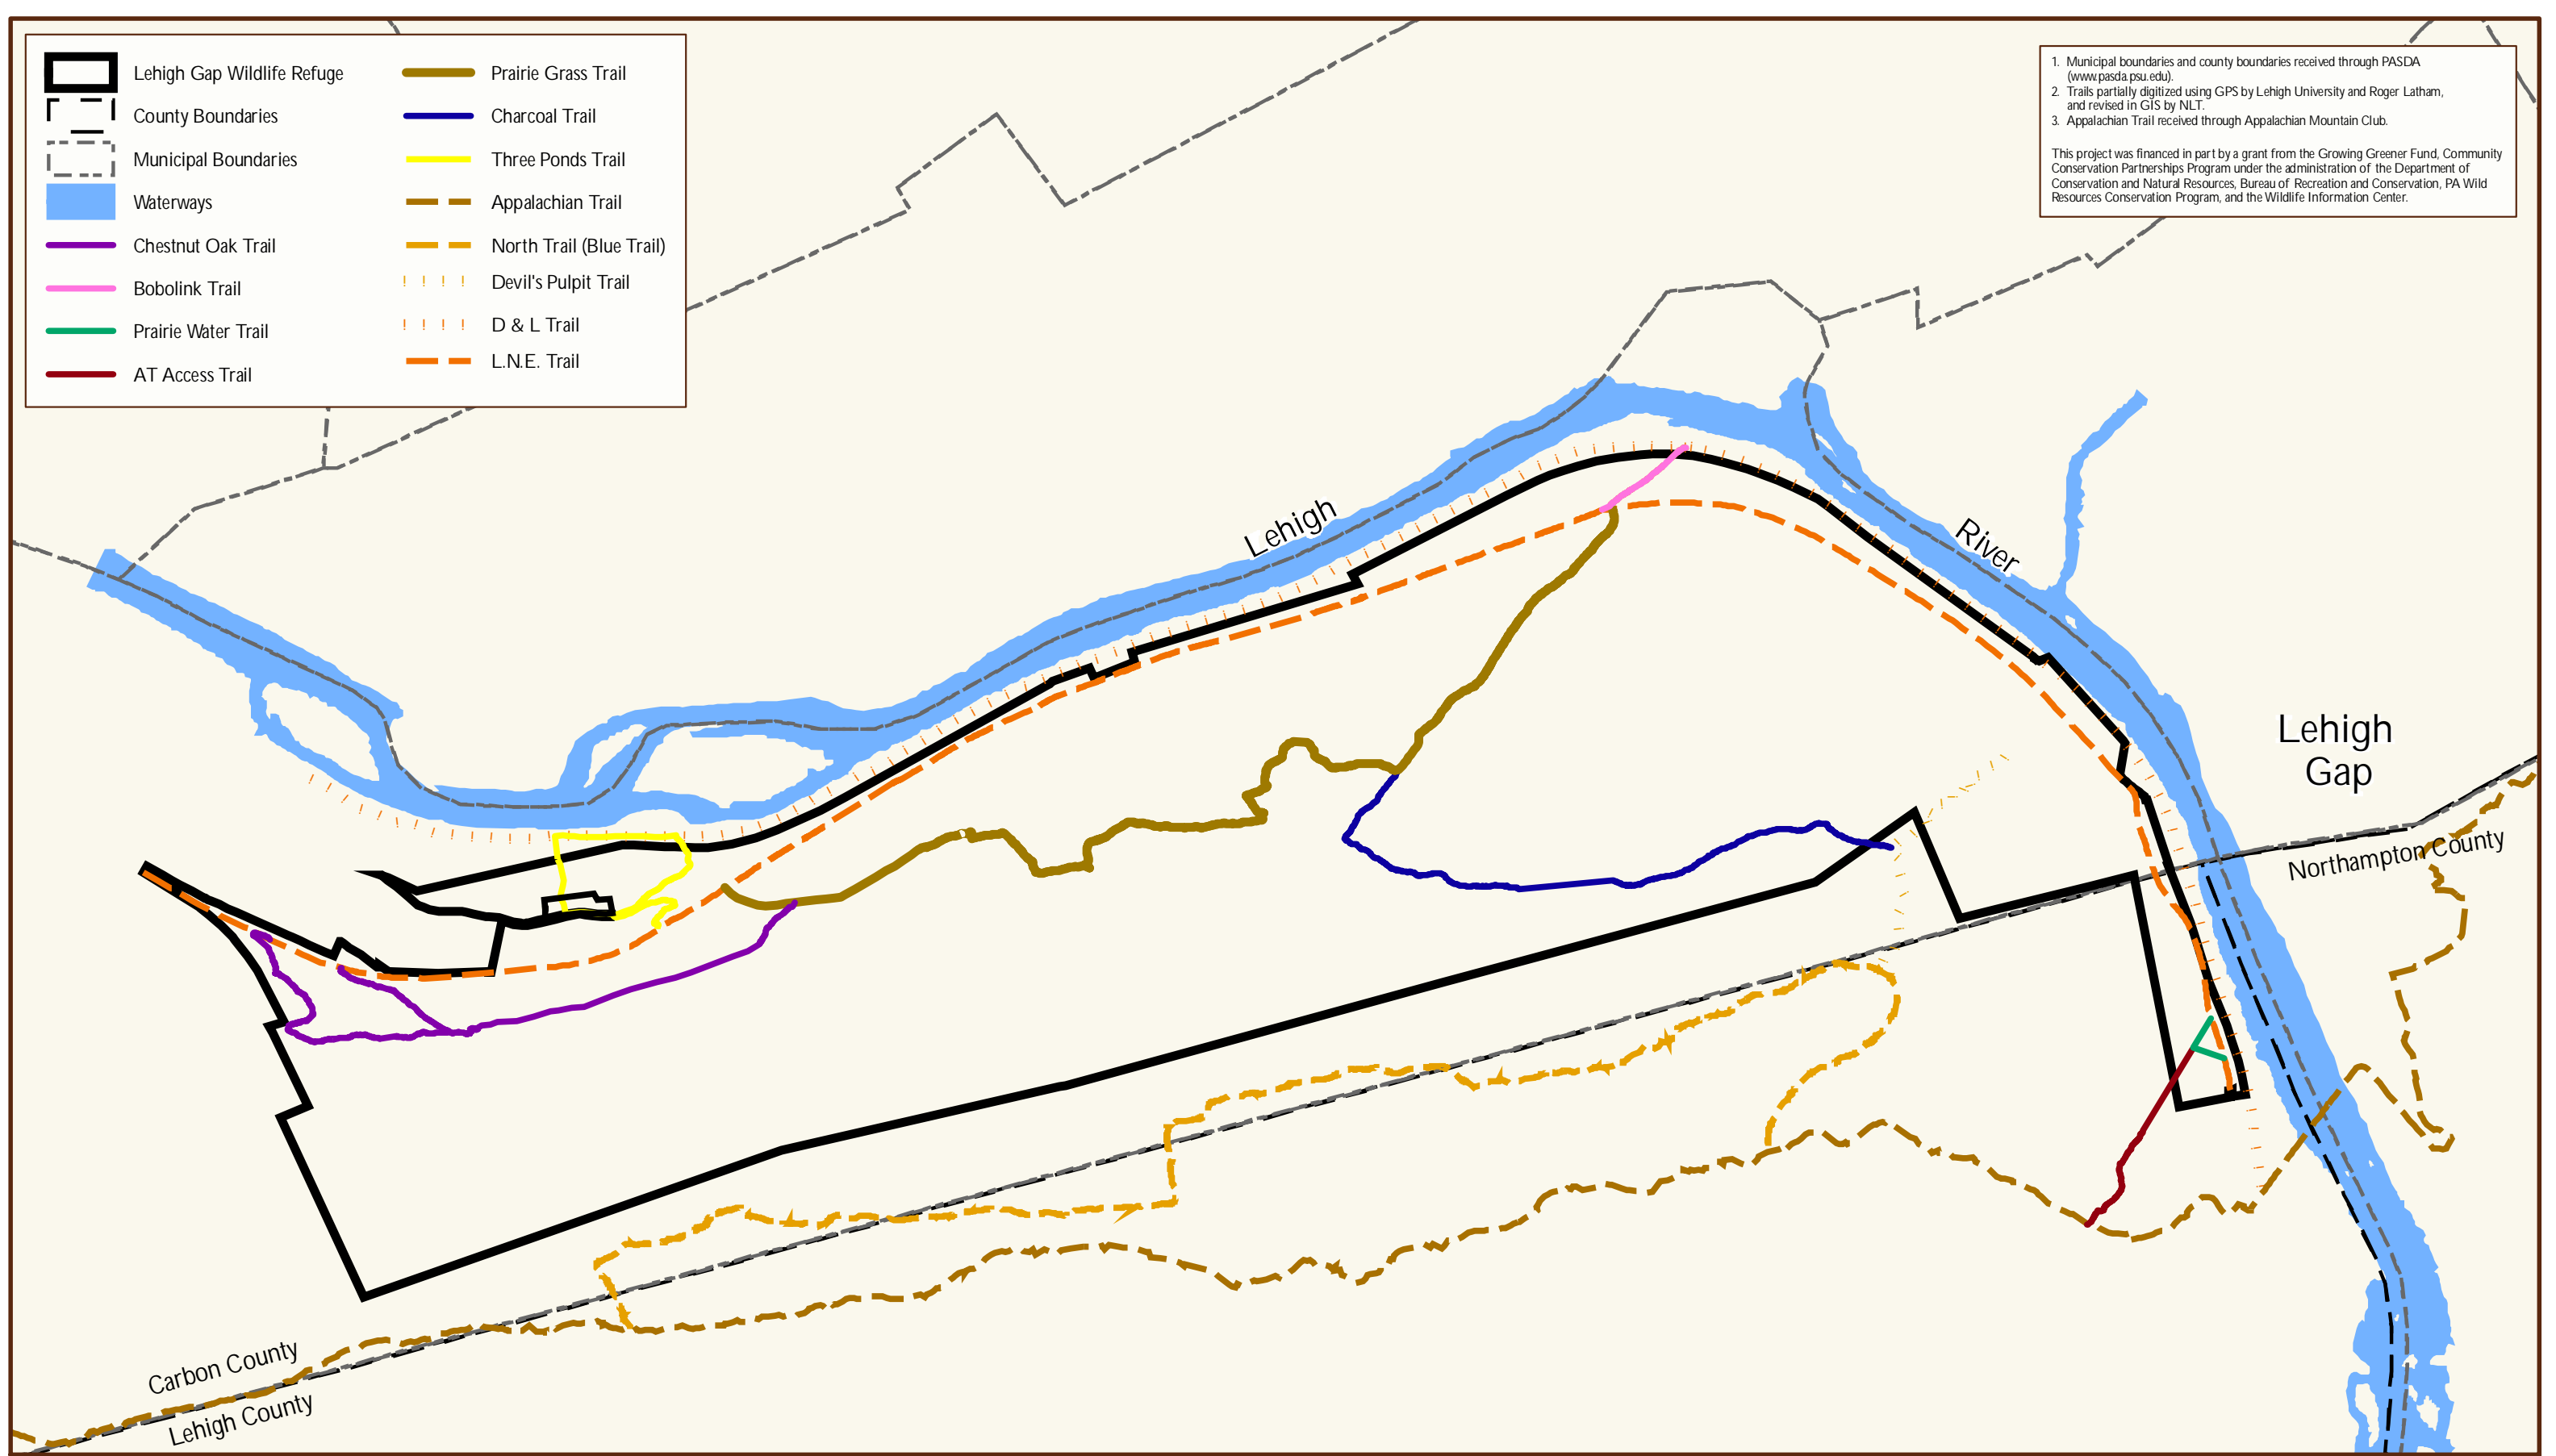 Lehigh Gap Wildlife Refuge
County Boundaries
Municipal Boundaries
Waterways
Chestnut Oak Trail
Bobolink Trail
Prairie Water Trail
AT Access Trail
Prairie Grass Trail
Charcoal Trail
Three Ponds Trail
Appalachian Trail
North Trail (Blue Trail)
Devil's Pulpit Trail
D & L Trail
L.N.E. Trail
1. Municipal boundaries and county boundaries received through PASDA
(www.pasda.psu.edu).
2. Trails partially digitized using GPS by Lehigh University and Roger Latham,
and revised in GIS by NLT.
3. Appalachian Trail received through Appalachian Mountain Club.
This project was financed in part by a grant from the Growing Greener Fund, Community
Conservation Partnerships Program under the administration of the Department of
Conservation and Natural Resources, Bureau of Recreation and Conservation, PA Wild
Resources Conservation Program, and the Wildlife Information Center.
Lehigh
River
Lehigh
Gap
Northampton County
Carbon County
Lehigh County